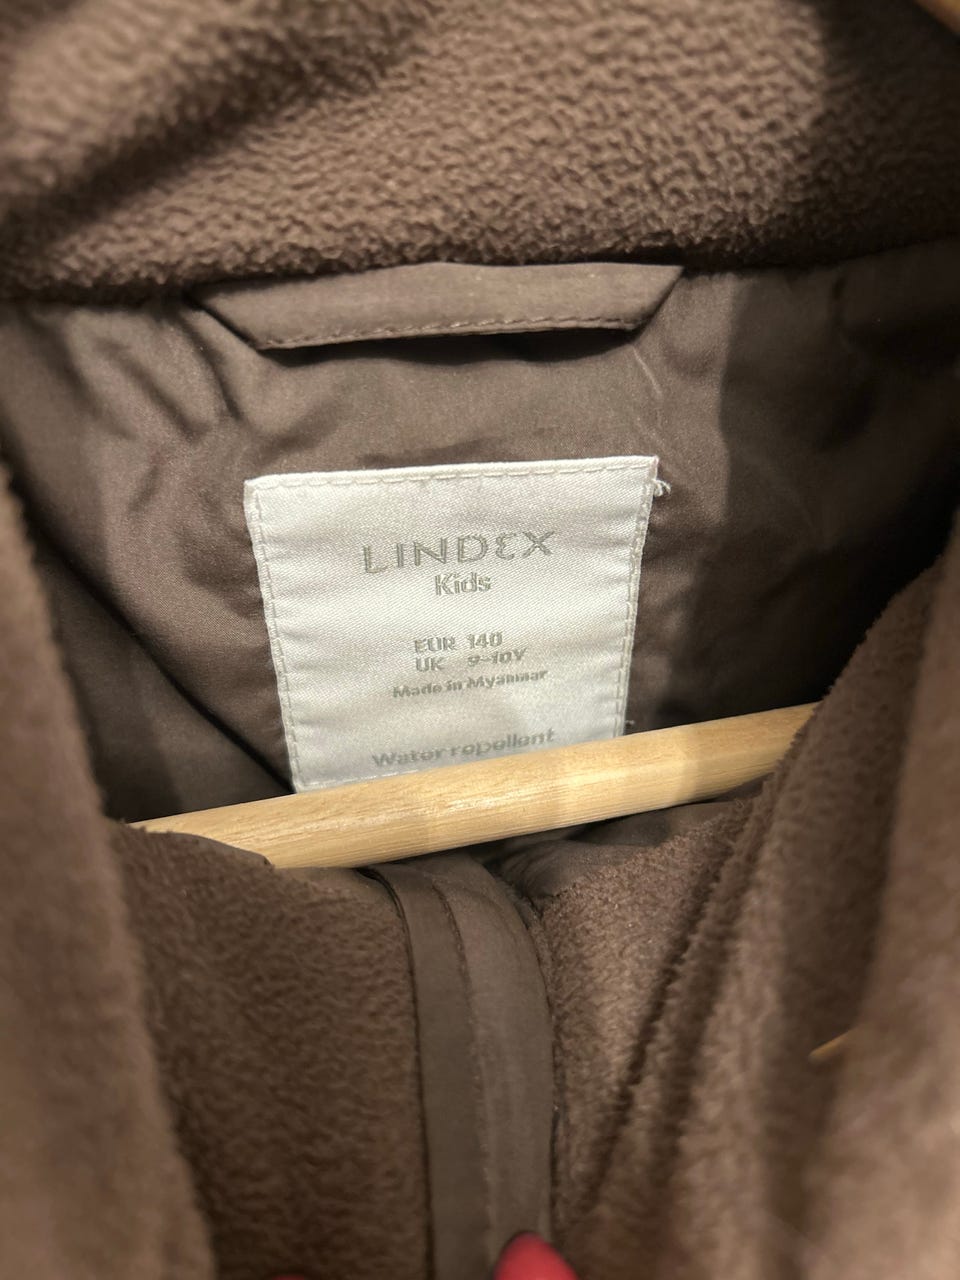 LINDEX
Kids
EUR 140
UK 9-10Y
Made in Myanmar
Water repellent